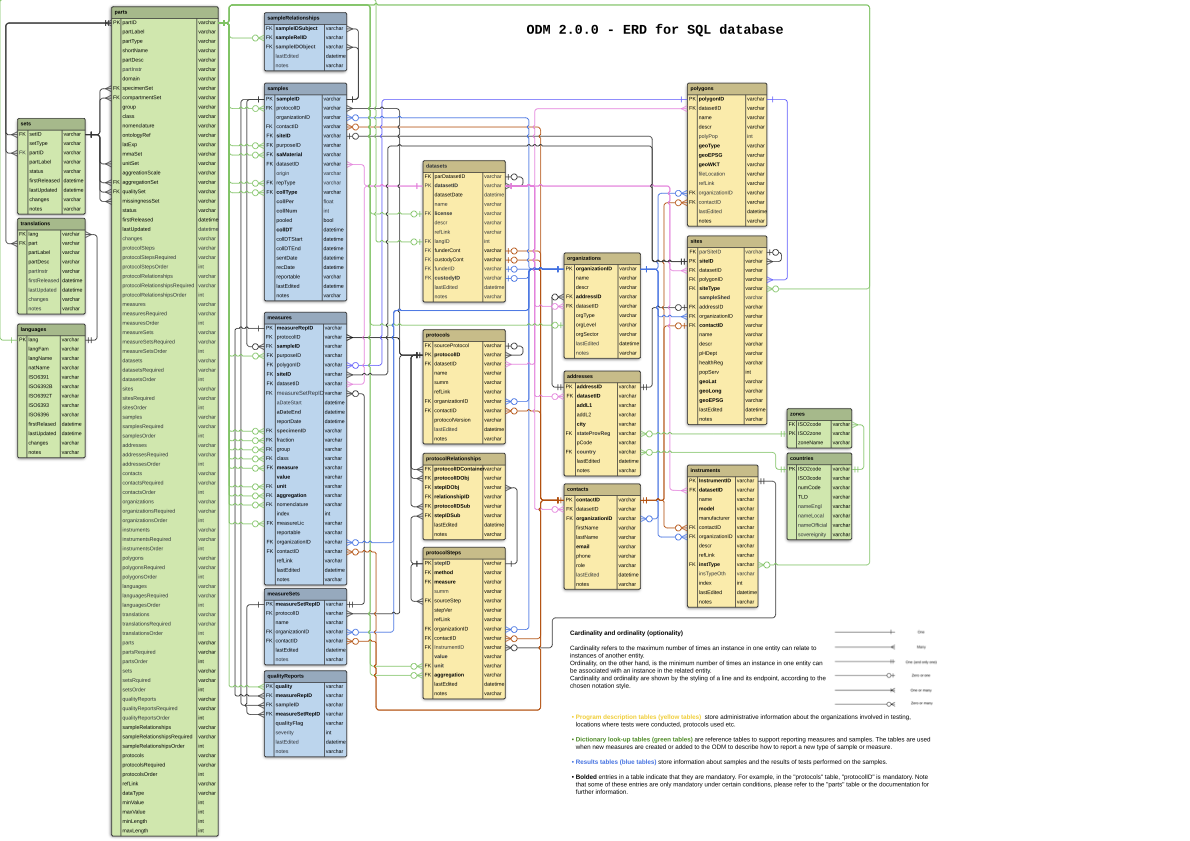 ODM 2.0.0 - ERD for SQL database
parts
PK partID varchar
partLabel varchar
partType varchar
shortName varchar
partDesc varchar
partInstr varchar
domain varchar
FK specimenSet varchar
FK compartmentSet varchar
group varchar
class varchar
nomenclature varchar
ontologyRef varchar
latExp varchar
mmaSet varchar
unitSet varchar
aggreationScale varchar
FK aggregationSet varchar
FK qualitySet varchar
missingnessSet varchar
status varchar
firstReleased datetime
lastUpdated datetime
changes varchar
protocolSteps varchar
protocolStepsRequired varchar
protocolStepsOrder int
protocolRelationships varchar
protocolRelationshipsRequired varchar
protocolRelationshipsOrder int
measures varchar
measuresRequired varchar
measuresOrder int
measureSets varchar
measureSetsRequired varchar
measureSetsOrder int
datasets varchar
datasetsRequired varchar
datasetsOrder int
sites varchar
sitesRequired varchar
sitesOrder int
samples varchar
samplesRequired varchar
samplesOrder int
addresses varchar
addressesRequired varchar
addressesOrder int
contacts varchar
contactsRequired varchar
contactsOrder int
organizations varchar
organizationsRequired varchar
organizationsOrder int
instruments varchar
instrumentsRequired varchar
instrumentsOrder int
polygons varchar
polygonsRequired varchar
polygonsOrder int
languages varchar
languagesRequired varchar
languagesOrder int
translations varchar
translationsRequired varchar
translationsOrder int
parts varchar
partsRequired varchar
partsOrder int
sets varchar
setsRquired varchar
setsOrder int
qualityReports varchar
qualityReportsRequired varchar
qualityReportsOrder int
sampleRelationships varchar
sampleRelationshipsRequired varchar
sampleRelationshipsOrder int
protocols varchar
protocolsRequired varchar
protocolsOrder int
refLink varchar
dataType varchar
minValue int
maxValue int
minLength int
maxLength int
sets
FK setID varchar
setType varchar
FK partID varchar
partLabel varchar
status varchar
firstReleased datetime
lastUpdated datetime
changes varchar
notes varchar
translations
FK lang varchar
FK part varchar
partLabel varchar
partDesc varchar
partInstr varchar
firstReleased datetime
lastUpdated datetime
changes varchar
notes varchar
languages
PK lang varchar
langFam varchar
langName varchar
natName varchar
ISO6391 varchar
ISO6392B varchar
ISO6392T varchar
ISO6393 varchar
ISO6396 varchar
firstReleased datetime
lastUpdated datetime
changes varchar
notes varchar
sampleRelationships
FK sampleIDSubject varchar
FK sampleRelID varchar
FK sampleIDObject varchar
lastEdited datetime
notes varchar
samples
PK sampleID varchar
FK protocolID varchar
organizationID varchar
FK contactID varchar
FK siteID varchar
FK purposeID varchar
FK saMaterial varchar
datasetID varchar
origin varchar
FK repType varchar
FK collType varchar
collPer float
collNum int
pooled bool
collDT datetime
collDTStart datetime
collDTEnd datetime
sentDate datetime
recDate datetime
reportable varchar
lastEdited datetime
notes varchar
measures
PK measureRepID varchar
FK protocolID varchar
FK sampleID varchar
FK purposeID varchar
FK polygonID varchar
FK siteID varchar
FK datasetID varchar
FK measureSetRepID varchar
aDateStart datetime
aDateEnd datetime
reportDate datetime
FK specimenID varchar
FK fraction varchar
FK group varchar
FK class varchar
FK measure varchar
value varchar
FK unit varchar
FK aggregation varchar
FK nomenclature varchar
index int
FK measureLic varchar
reportable varchar
FK organizationID varchar
FK contactID varchar
refLink varchar
lastEdited datetime
notes varchar
measureSets
PK measureSetRepID varchar
FK protocolID varchar
name varchar
FK organizationID varchar
FK contactID varchar
lastEdited datetime
notes varchar
qualityReports
FK quality varchar
FK measureRepID varchar
FK sampleID varchar
FK measureSetRepID varchar
qualityFlag varchar
severity int
lastEdited datetime
notes varchar
datasets
FK parDatasetID varchar
PK datasetID varchar
datasetDate datetime
name varchar
FK license varchar
descr varchar
refLink varchar
FK langID int
FK funderCont varchar
FK custodyCont varchar
FK funderID varchar
FK custodyID varchar
lastEdited datetime
notes varchar
protocols
FK sourceProtocol varchar
PK protocolID varchar
FK datasetID varchar
name varchar
summ varchar
refLink varchar
FK organizationID varchar
FK contactID varchar
protocolVersion varchar
lastEdited datetime
notes varchar
protocolRelationships
FK protocolIDContainer varchar
FK protocolIDObj varchar
FK stepIDObj varchar
FK relationshipID varchar
FK protocolIDSub varchar
FK stepIDSub varchar
lastEdited datetime
notes varchar
protocolSteps
PK stepID varchar
FK method varchar
FK measure varchar
summ varchar
FK sourceStep varchar
stepVer varchar
refLink varchar
FK organizationID varchar
FK contactID varchar
FK instrumentID varchar
value varchar
FK unit varchar
FK aggregation varchar
lastEdited datetime
notes varchar
organizations
PK organizationID varchar
name varchar
descr varchar
FK addressID varchar
FK datasetID varchar
orgType varchar
FK orgLevel varchar
orgSector varchar
lastEdited datetime
notes varchar
addresses
PK addressID varchar
FK datasetID varchar
addL1 varchar
addL2 varchar
city varchar
FK stateProvReg varchar
pCode varchar
FK country varchar
lastEdited datetime
notes varchar
contacts
PK contactID varchar
FK datasetID varchar
FK organizationID varchar
firstName varchar
lastName varchar
email varchar
phone varchar
role varchar
lastEdited datetime
notes varchar
polygons
PK polygonID varchar
FK datasetID varchar
name varchar
descr varchar
polyPop int
geoType varchar
geoEPSG varchar
geoWKT varchar
fileLocation varchar
refLink varchar
FK organizationID varchar
FK contactID varchar
lastEdited datetime
notes varchar
sites
FK parSiteID varchar
PK siteID varchar
FK datasetID varchar
FK polygonID varchar
FK siteType varchar
sampleShed varchar
FK addressID varchar
FK organizationID varchar
FK contactID varchar
name varchar
descr varchar
pHDept varchar
healthReg varchar
popServ int
geoLat varchar
geoLong varchar
geoEPSG varchar
lastEdited datetime
notes varchar
instruments
PK instrumentID varchar
FK datasetID varchar
name varchar
model varchar
manufacturer varchar
FK contactID varchar
FK organizationID varchar
descr varchar
refLink varchar
FK instType varchar
insTypeOth varchar
index int
lastEdited datetime
notes varchar
zones
FK ISO2code varchar
PK ISO2zone varchar
zoneName varchar
countries
PK ISO2code varchar
ISO3code varchar
numCode varchar
TLD varchar
nameEngl varchar
nameLocal varchar
nameOfficial varchar
sovereignity varchar
Cardinality and ordinality (optionality)
Cardinality refers to the maximum number of times an instance in one entity can relate to
instances of another entity.
Ordinality, on the other hand, is the minimum number of times an instance in one entity can
be associated with an instance in the related entity.
Cardinality and ordinality are shown by the styling of a line and its endpoint, according to the
chosen notation style.
One
Many
One (and only one)
Zero or one
One or many
Zero or many
• Program description tables (yellow tables) store administrative information about the organizations involved in testing,
locations where tests were conducted, protocols used etc.
• Dictionary look-up tables (green tables) are reference tables to support reporting measures and samples. The tables are used
when new measures are created or added to the ODM to describe how to report a new type of sample or measure.
• Results tables (blue tables) store information about samples and the results of tests performed on the samples.
• Bolded entries in a table indicate that they are mandatory. For example, in the "protocols" table, "protocolID" is mandatory. Note
that some of these entries are only mandatory under certain conditions, please refer to the "parts" table or the documentation for
further information.